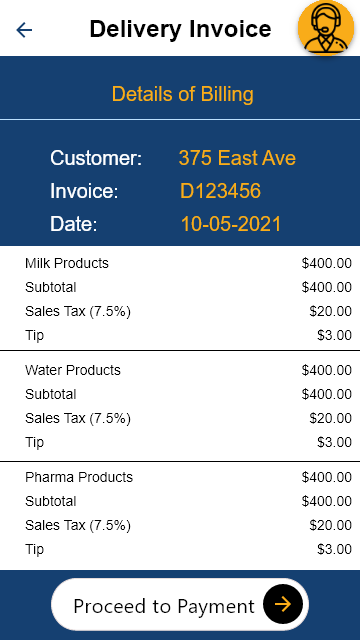 Delivery Invoice
Details of Billing
Customer: 375 East Ave
Invoice: D123456
Date: 10-05-2021
Milk Products $400.00
Subtotal $400.00
Sales Tax (7.5%) $20.00
Tip $3.00
Water Products $400.00
Subtotal $400.00
Sales Tax (7.5%) $20.00
Tip $3.00
Pharma Products $400.00
Subtotal $400.00
Sales Tax (7.5%) $20.00
Tip $3.00
Proceed to Payment